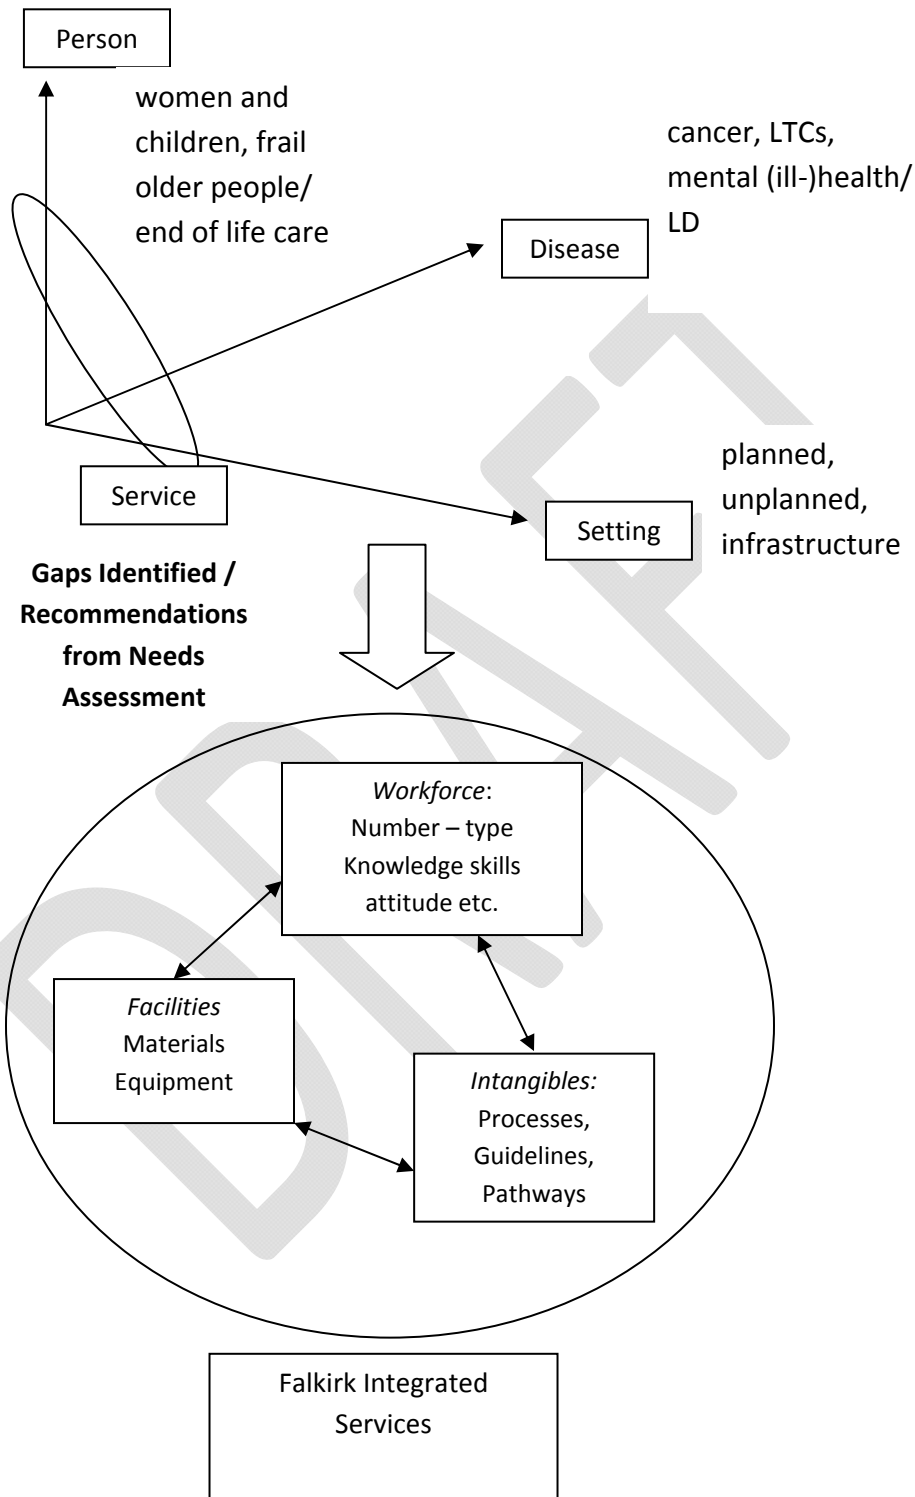 Person
women and
children, frail
older people/
end of life care
cancer, LTCs,
mental (ill-)health/
LD
Disease
planned,
unplanned,
infrastructure
Service
Setting
Gaps Identified /
Recommendations
from Needs
Assessment
Workforce:
Number – type
Knowledge skills
attitude etc.
Facilities
Materials
Equipment
Intangibles:
Processes,
Guidelines,
Pathways
Falkirk Integrated
Services
DRAFT